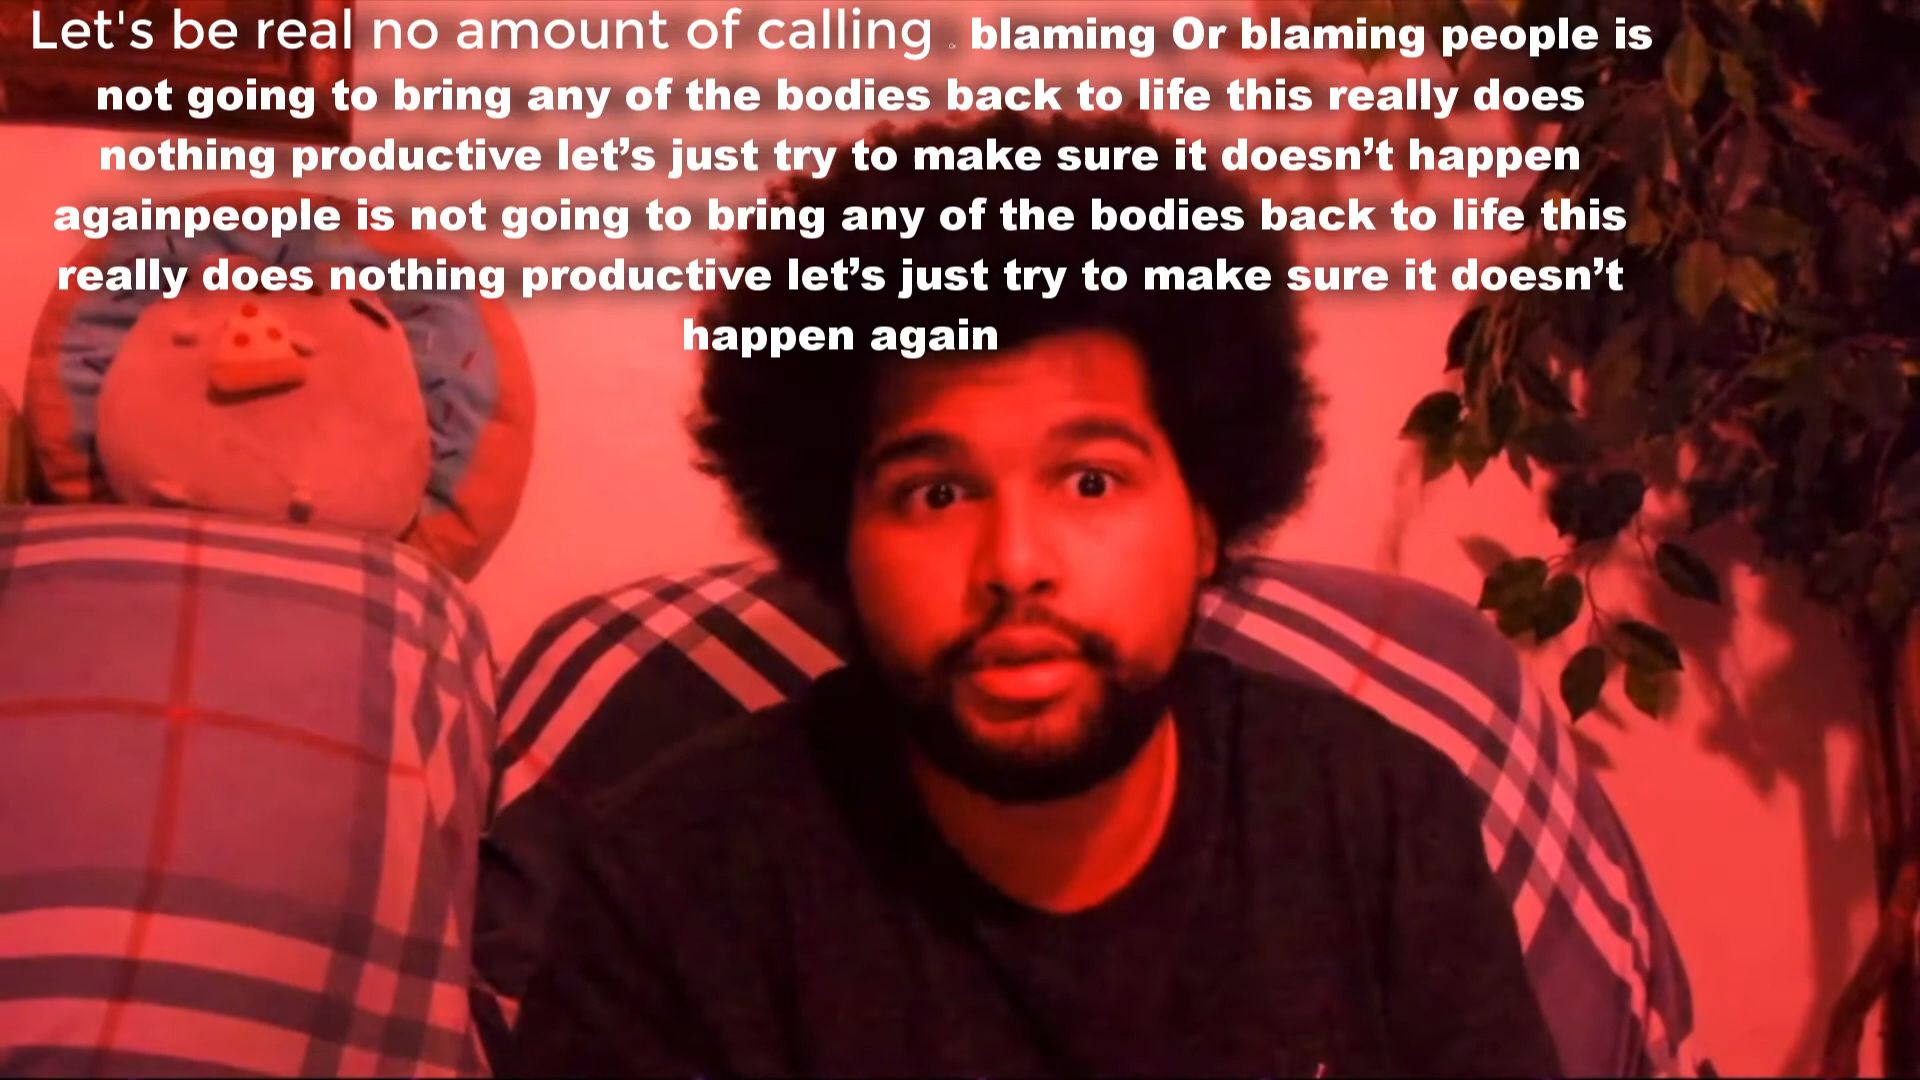 Let's be real no amount of calling . blaming Or blaming people is
not going to bring any of the bodies back to life this really does
nothing productive let’s just try to make sure it doesn’t happen
againpeople is not going to bring any of the bodies back to life this
really does nothing productive let’s just try to make sure it doesn’t
happen again